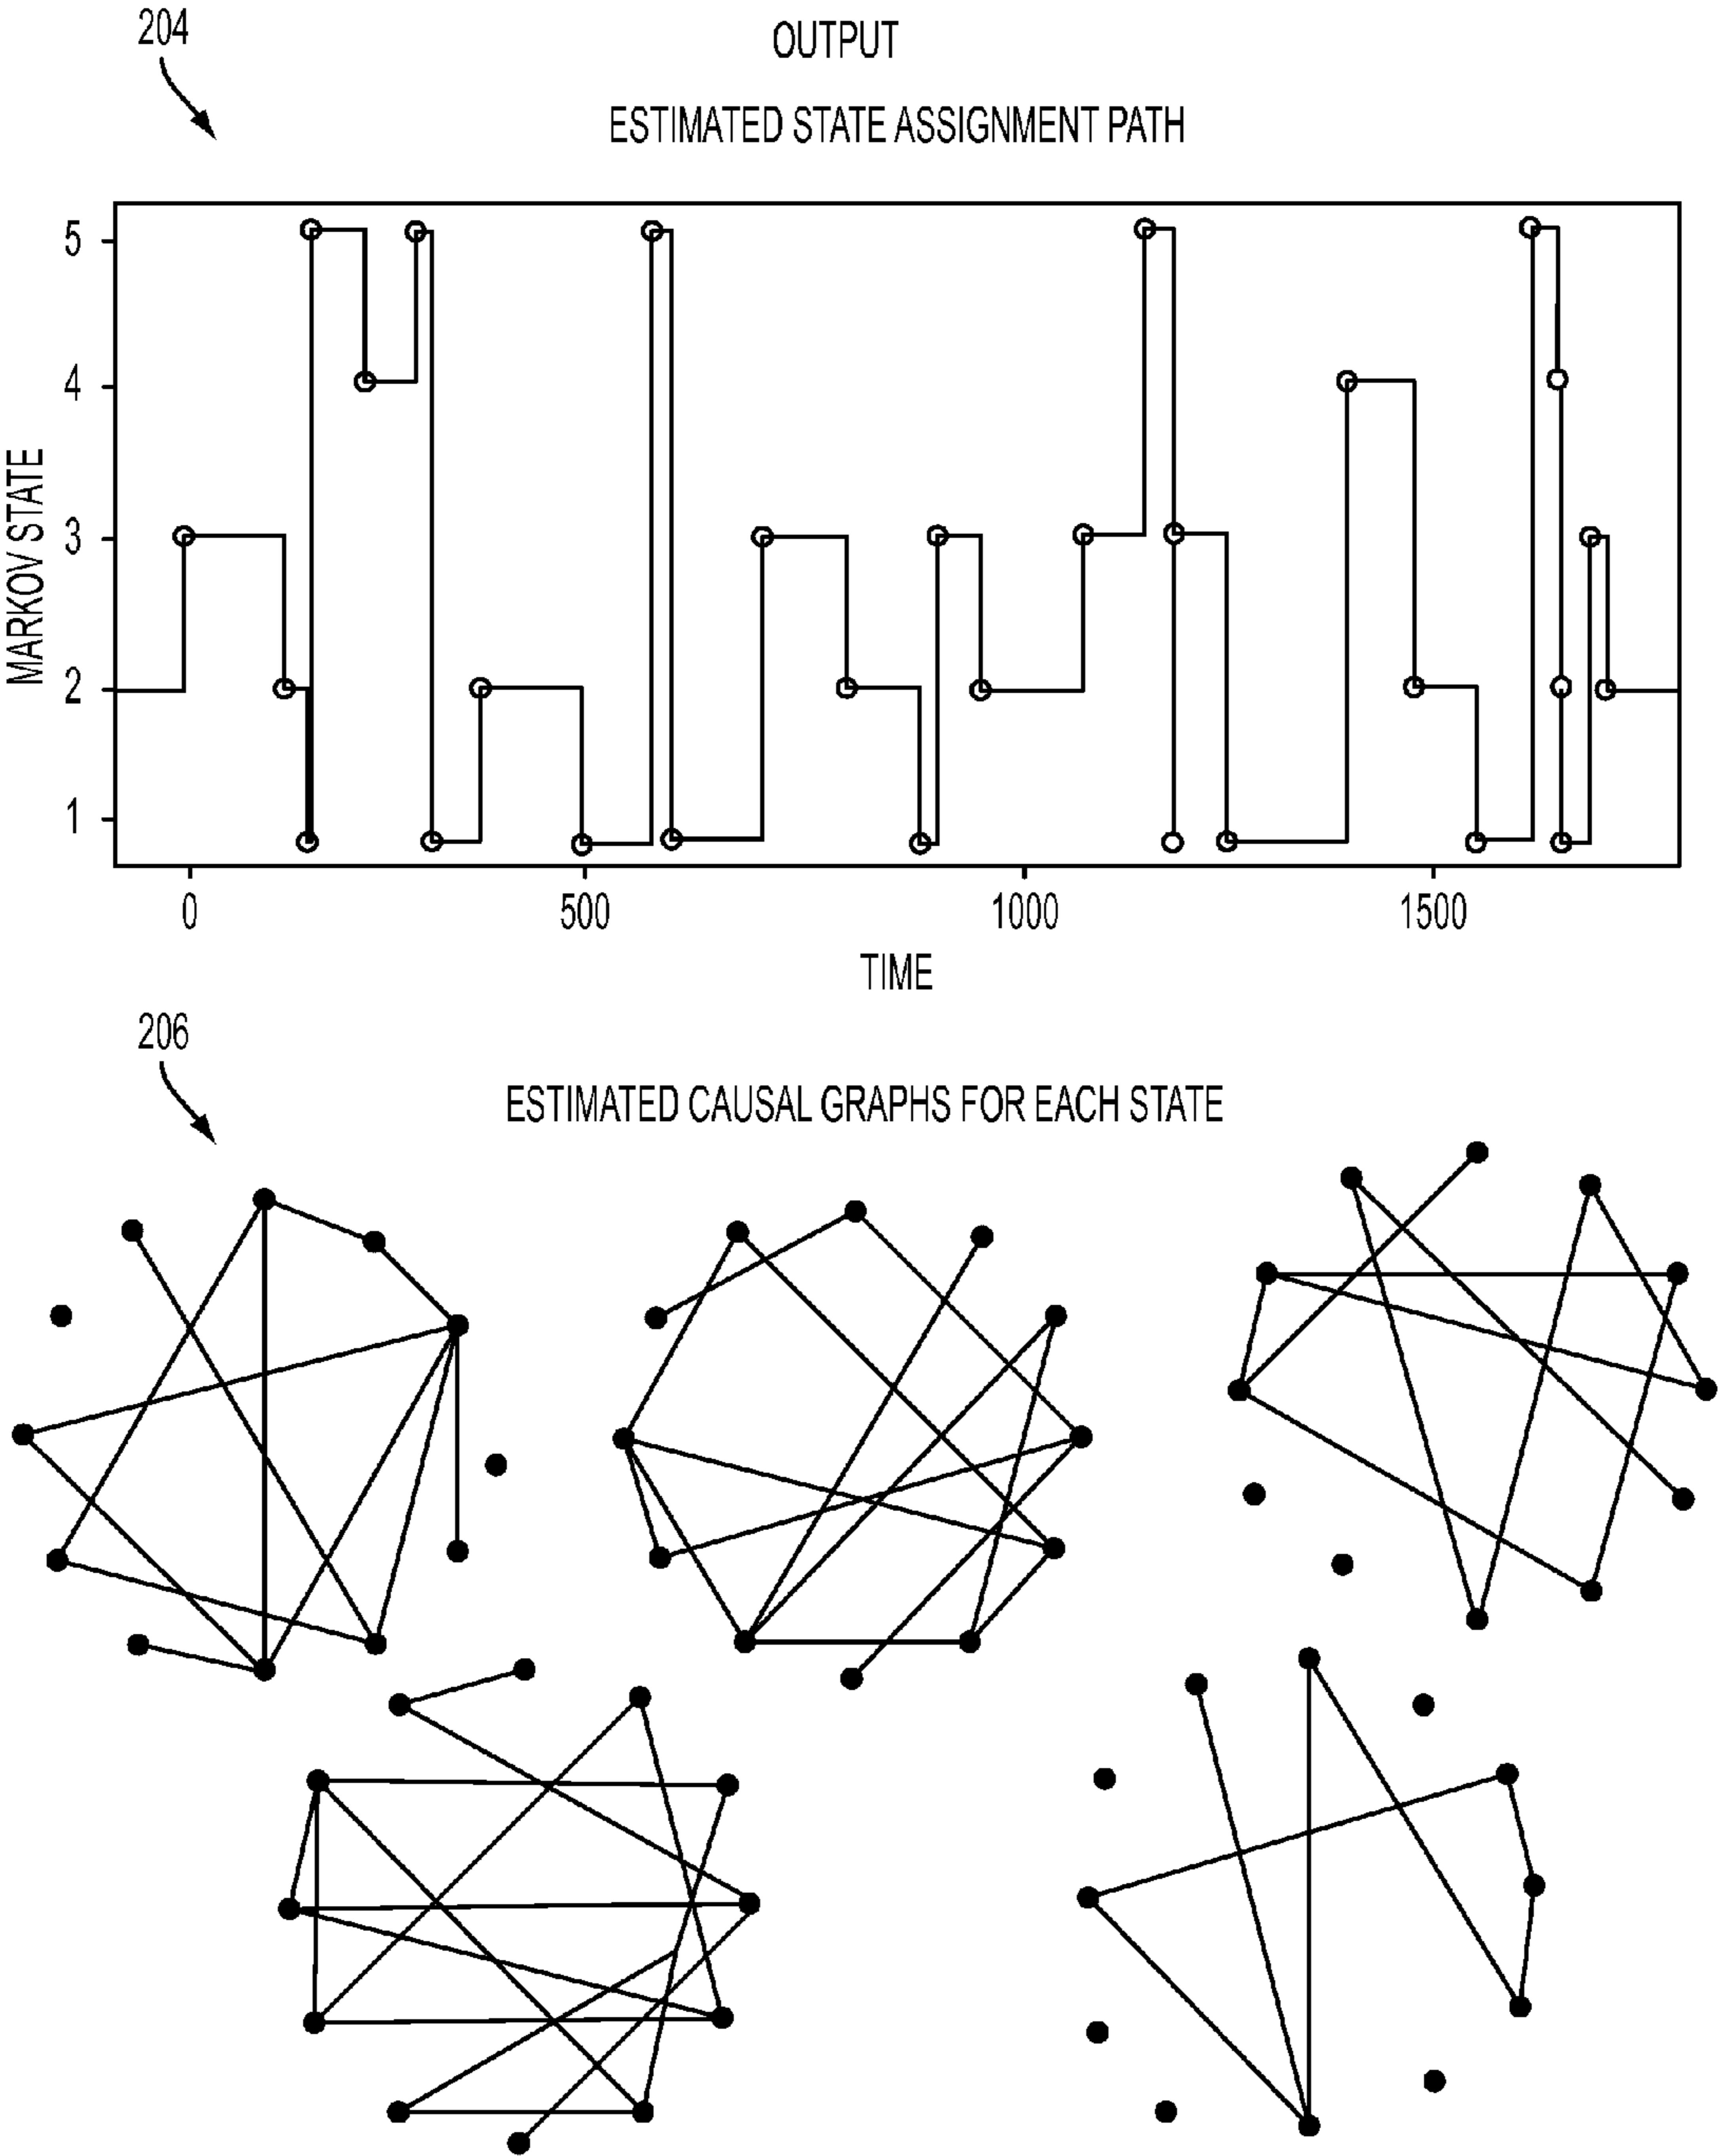 204
OUTPUT
ESTIMATED STATE ASSIGNMENT PATH
MARKOV STATE
5
4
3
2
1
0 500 1000 1500
TIME
206
ESTIMATED CAUSAL GRAPHS FOR EACH STATE